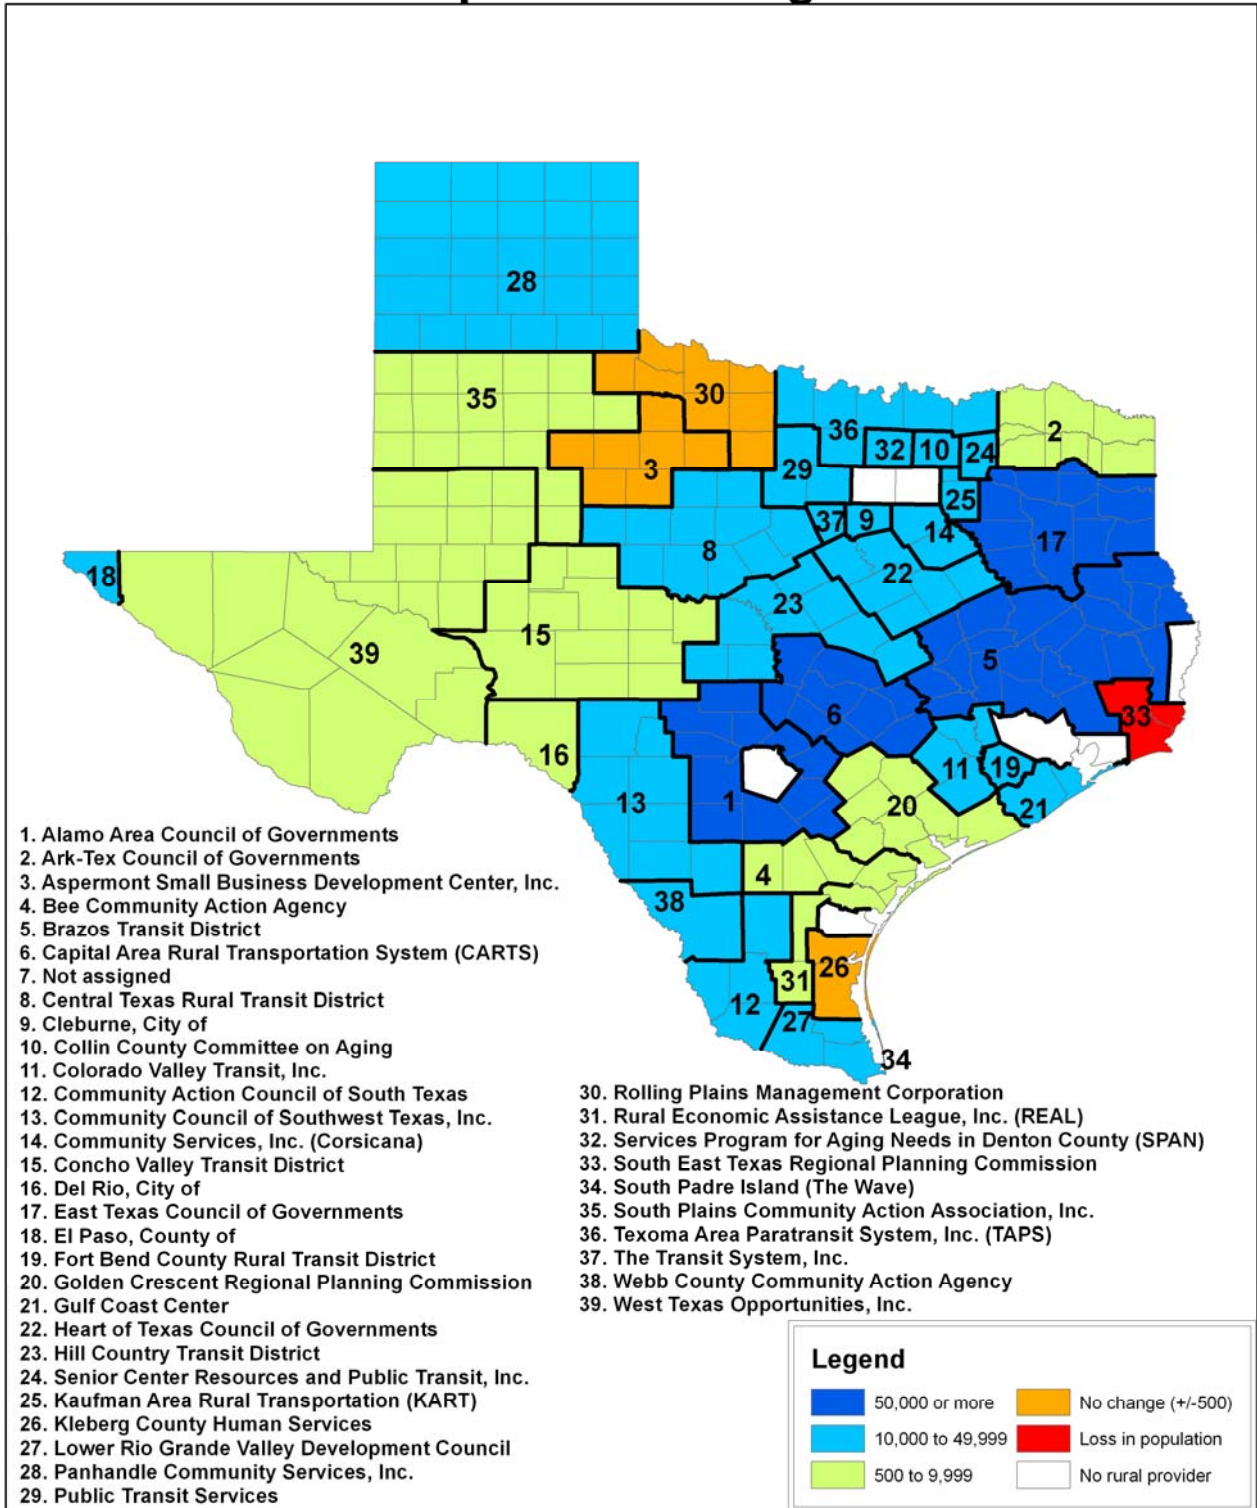 28
35
30
3
36
32
10
24
2
29
25
37
9
14
17
18
8
22
23
39
15
5
6
33
16
13
1
11
19
21
20
4
38
31
26
12
27
34
1. Alamo Area Council of Governments
2. Ark-Tex Council of Governments
3. Aspermont Small Business Development Center, Inc.
4. Bee Community Action Agency
5. Brazos Transit District
6. Capital Area Rural Transportation System (CARTS)
7. Not assigned
8. Central Texas Rural Transit District
9. Cleburne, City of
10. Collin County Committee on Aging
11. Colorado Valley Transit, Inc.
12. Community Action Council of South Texas
13. Community Council of Southwest Texas, Inc.
14. Community Services, Inc. (Corsicana)
15. Concho Valley Transit District
16. Del Rio, City of
17. East Texas Council of Governments
18. El Paso, County of
19. Fort Bend County Rural Transit District
20. Golden Crescent Regional Planning Commission
21. Gulf Coast Center
22. Heart of Texas Council of Governments
23. Hill Country Transit District
24. Senior Center Resources and Public Transit, Inc.
25. Kaufman Area Rural Transportation (KART)
26. Kleberg County Human Services
27. Lower Rio Grande Valley Development Council
28. Panhandle Community Services, Inc.
29. Public Transit Services
30. Rolling Plains Management Corporation
31. Rural Economic Assistance League, Inc. (REAL)
32. Services Program for Aging Needs in Denton County (SPAN)
33. South East Texas Regional Planning Commission
34. South Padre Island (The Wave)
35. South Plains Community Action Association, Inc.
36. Texoma Area Paratransit System, Inc. (TAPS)
37. The Transit System, Inc.
38. Webb County Community Action Agency
39. West Texas Opportunities, Inc.
Legend
50,000 or more
10,000 to 49,999
500 to 9,999
No change (+/-500)
Loss in population
No rural provider